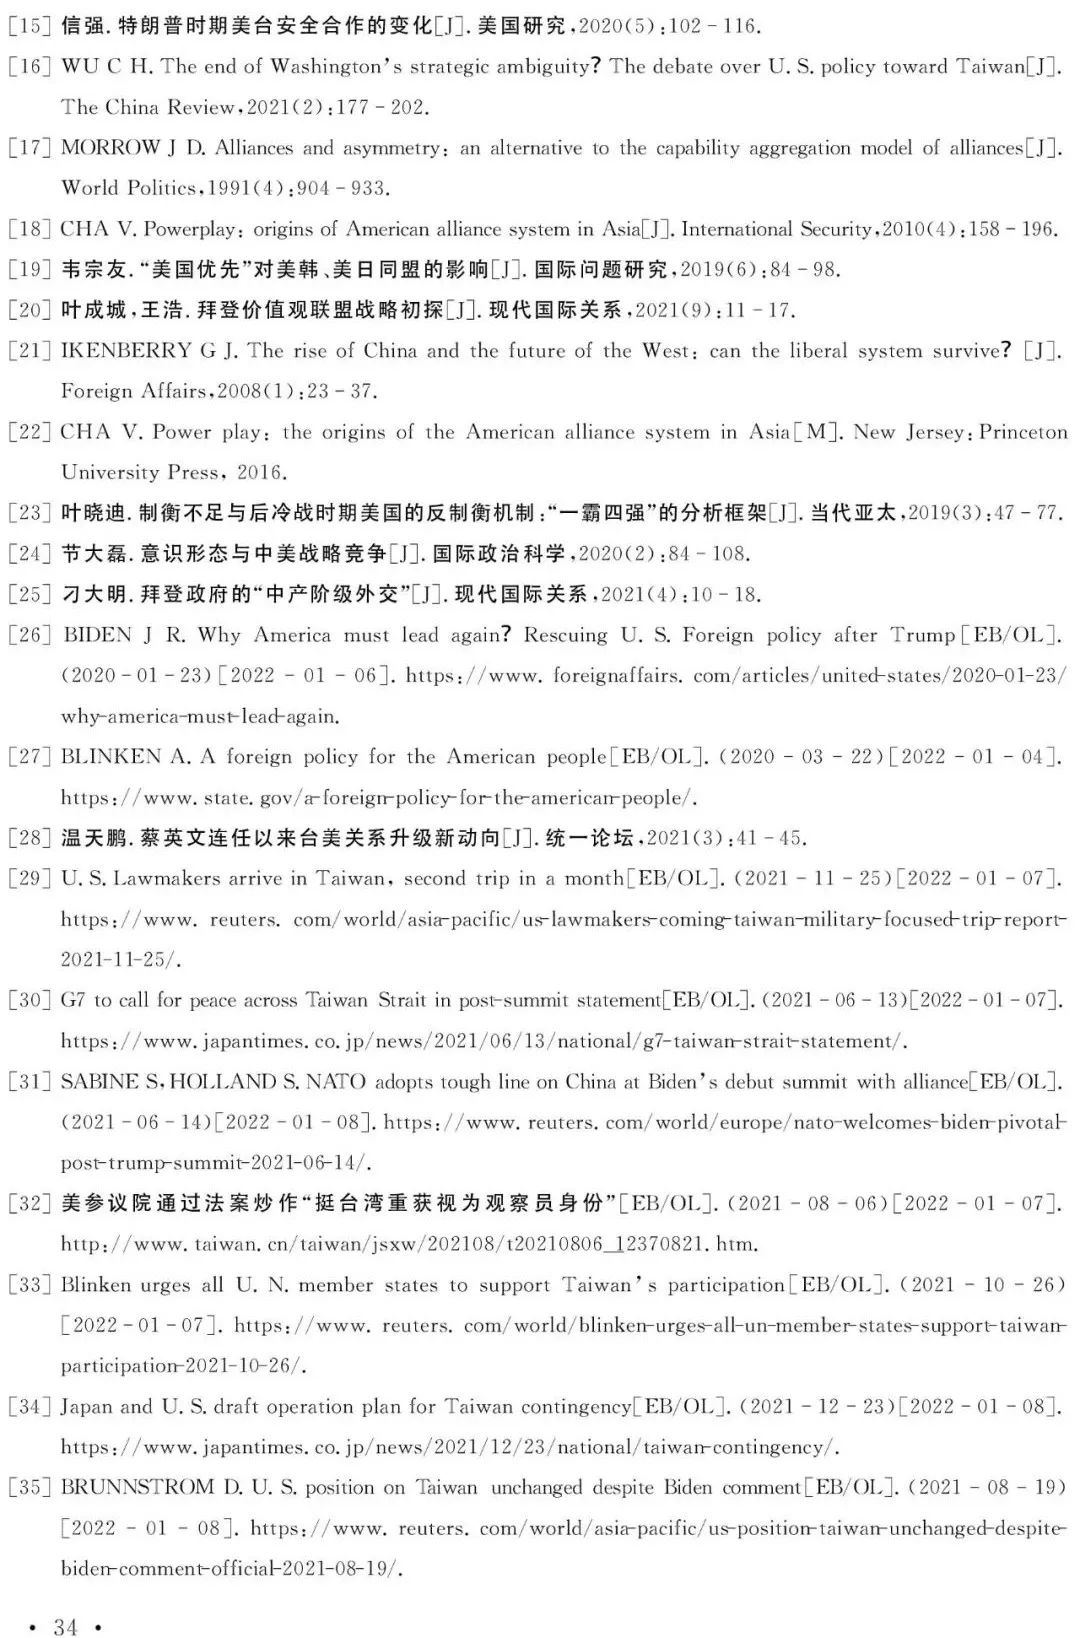 [15] 信强. 特朗普时期美台安全合作的变化[J]. 美国研究,2020(5):102-116.
[16] WU C H. The end of Washington's strategic ambiguity? The debate over U. S. policy toward Taiwan[J].
The China Review,2021(2):177-202.
[17] MORROW J D. Alliances and asymmetry: an alternative to the capability aggregation model of alliances[J].
World Politics,1991(4):904-933.
[18] CHA V. Powerplay: origins of American alliance system in Asia[J]. International Security,2010(4):158-196.
[19] 韦宗友. “美国优先”对美韩、美日同盟的影响[J]. 国际问题研究,2019(6):84-98.
[20] 叶成城,王浩. 拜登价值观联盟战略初探[J]. 现代国际关系,2021(9):11-17.
[21] IKENBERRY G J. The rise of China and the future of the West: can the liberal system survive? [J].
Foreign Affairs,2008(1):23-37.
[22] CHA V. Power play: the origins of the American alliance system in Asia[M]. New Jersey:Princeton
University Press, 2016.
[23] 叶晓迪. 制衡不足与后冷战时期美国的反制衡机制:“一霸四强”的分析框架[J]. 当代亚太,2019(3):47-77.
[24] 节大磊. 意识形态与中美战略竞争[J]. 国际政治科学,2020(2):84-108.
[25] 刁大明. 拜登政府的“中产阶级外交”[J]. 现代国际关系,2021(4):10-18.
[26] BIDEN J R. Why America must lead again? Rescuing U. S. Foreign policy after Trump[EB/OL].
(2020-01-23)[2022-01-06]. https://www. foreignaffairs. com/articles/united-states/2020-01-23/
why-america-must-lead-again.
[27] BLINKEN A. A foreign policy for the American people[EB/OL]. (2020-03-22)[2022-01-04].
https://www. state. gov/a-foreign-policy-for-the-american-people/.
[28] 温天鹏. 蔡英文连任以来台美关系升级新动向[J]. 统一论坛,2021(3):41-45.
[29] U. S. Lawmakers arrive in Taiwan, second trip in a month[EB/OL]. (2021-11-25)[2022-01-07].
https://www. reuters. com/world/asia-pacific/us-lawmakers-coming-taiwan-military-focused-trip-report-
2021-11-25/.
[30] G7 to call for peace across Taiwan Strait in post-summit statement[EB/OL]. (2021-06-13)[2022-01-07].
https://www. japantimes. co. jp/news/2021/06/13/national/g7-taiwan-strait-statement/.
[31] SABINE S,HOLLAND S. NATO adopts tough line on China at Biden's debut summit with alliance[EB/OL].
(2021-06-14)[2022-01-08]. https://www. reuters. com/world/europe/nato-welcomes-biden-pivotal-
post-trump-summit-2021-06-14/.
[32] 美参议院通过法案炒作“挺台湾重获视为观察员身份”[EB/OL]. (2021-08-06)[2022-01-07].
http://www. taiwan. cn/taiwan/jsxw/202108/t20210806_12370821. htm.
[33] Blinken urges all U. N. member states to support Taiwan's participation[EB/OL]. (2021-10-26)
[2022-01-07]. https://www. reuters. com/world/blinken-urges-all-un-member-states-support-taiwan-
participation-2021-10-26/.
[34] Japan and U. S. draft operation plan for Taiwan contingency[EB/OL]. (2021-12-23)[2022-01-08].
https://www. japantimes. co. jp/news/2021/12/23/national/taiwan-contingency/.
[35] BRUNNSTROM D. U. S. position on Taiwan unchanged despite Biden comment[EB/OL]. (2021-08-19)
[2022-01-08]. https://www. reuters. com/world/asia-pacific/us-position-taiwan-unchanged-despite-
biden-comment-official-2021-08-19/.
· 34 ·